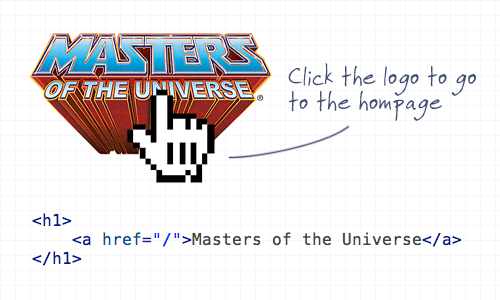 MASTERS
OF THE UNIVERSE®
Click the logo to go
to the hompage
<h1>
    <a href="/">Masters of the Universe</a>
</h1>